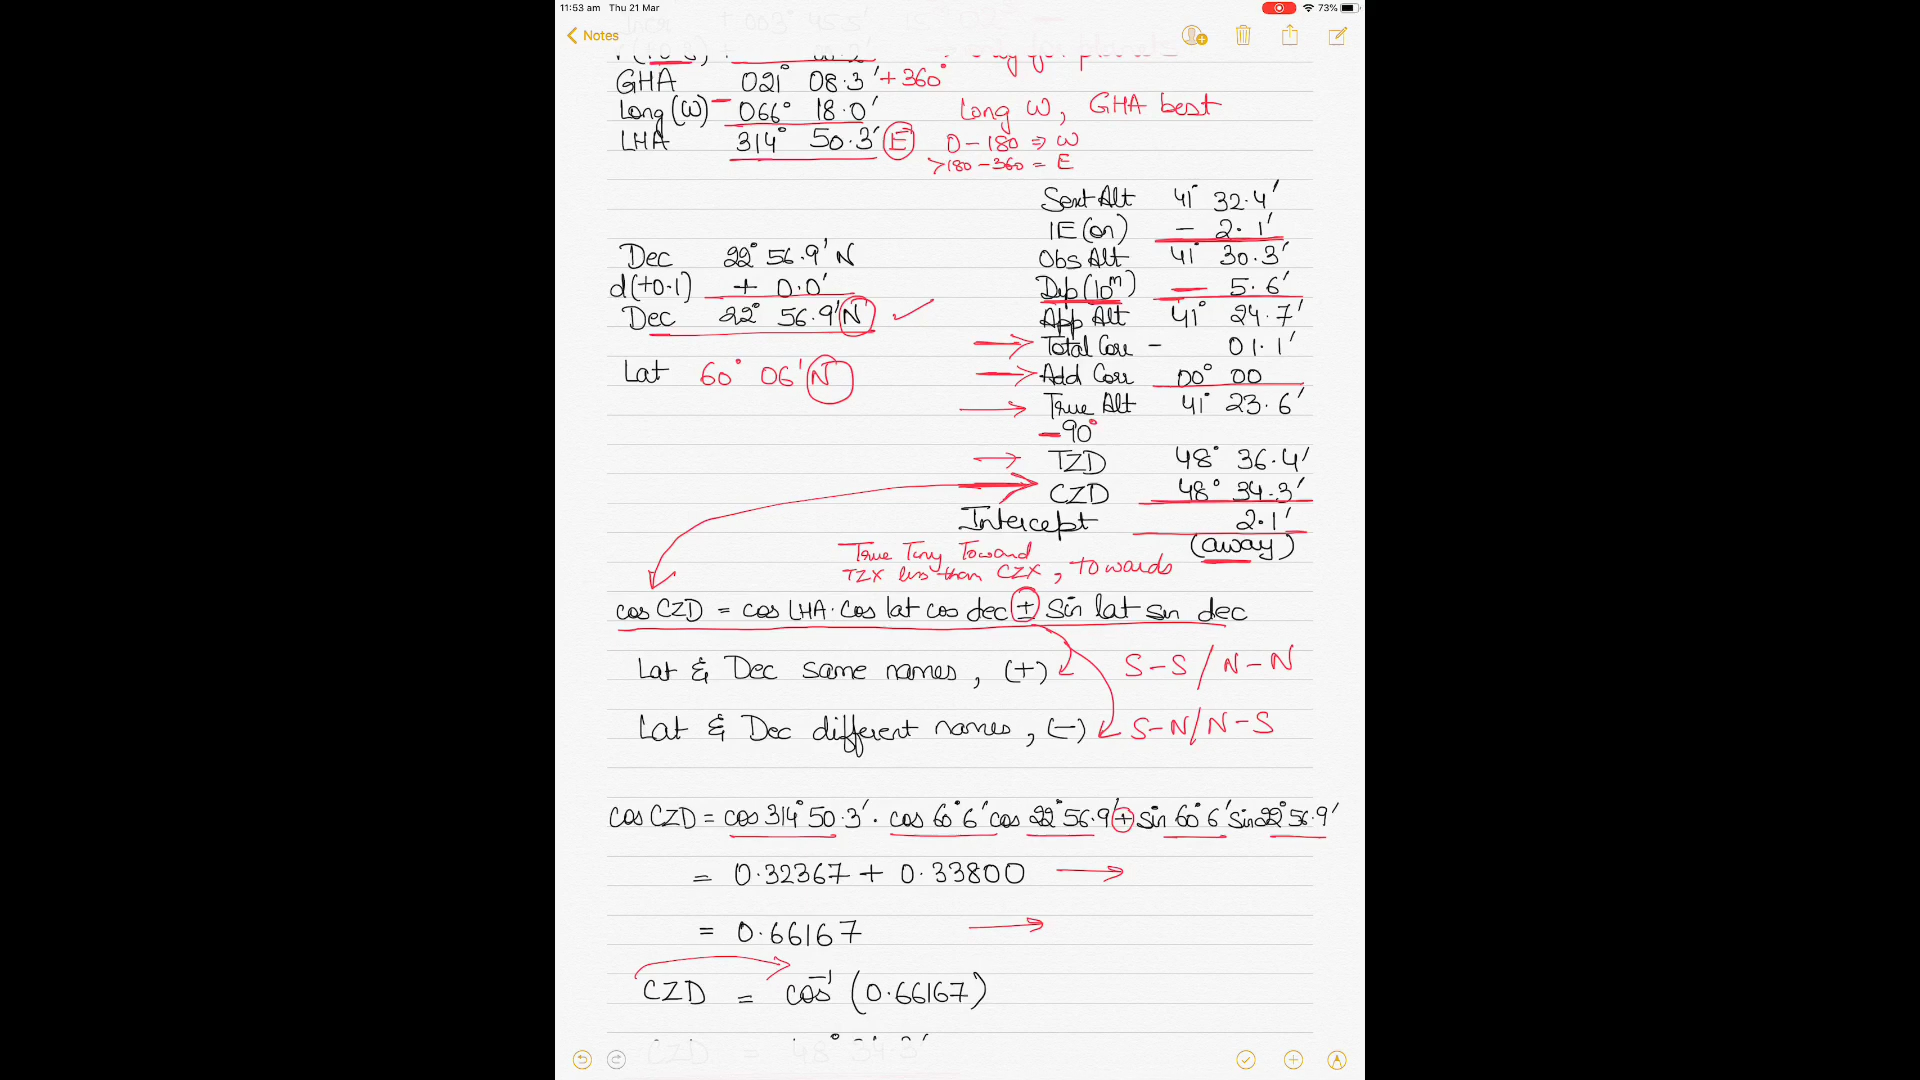 11:53 am Thu 21 Mar
73%
Notes
GHA 021° 08.3' +360°
Long (W) - 066° 18.0'
LHA 314° 50.3' E
Long W, GHA best
0-180 ⇒ W
>180-360 = E
Dec 22° 56.9' N
d(+0.1) + 0.0'
Dec 22° 56.9' N
Lat 60° 06' N
Sext Alt 41° 32.4'
IE (on) - 2.1'
Obs Alt 41° 30.3'
Dip (10m) - 5.6'
App Alt 41° 24.7'
Total Corr - 01.1'
Add Corr 00° 00
True Alt 41° 23.6'
-90°
TZD 48° 36.4'
CZD 48° 34.3'
Intercept 2.1'
(away)
True Tiny Toward
TZX less than CZX, towards
cos CZD = cos LHA . cos lat cos dec ± sin lat sin dec
Lat & Dec same names, (+) S-S / N-N
Lat & Dec different names, (-) S-N/N-S
cos CZD = cos 314° 50.3' . cos 60° 6' cos 22° 56.9' + sin 60° 6' sin 22° 56.9'
= 0.32367 + 0.33800
= 0.66167
CZD = cos⁻¹ (0.66167)
CZD = 48° 34.3'